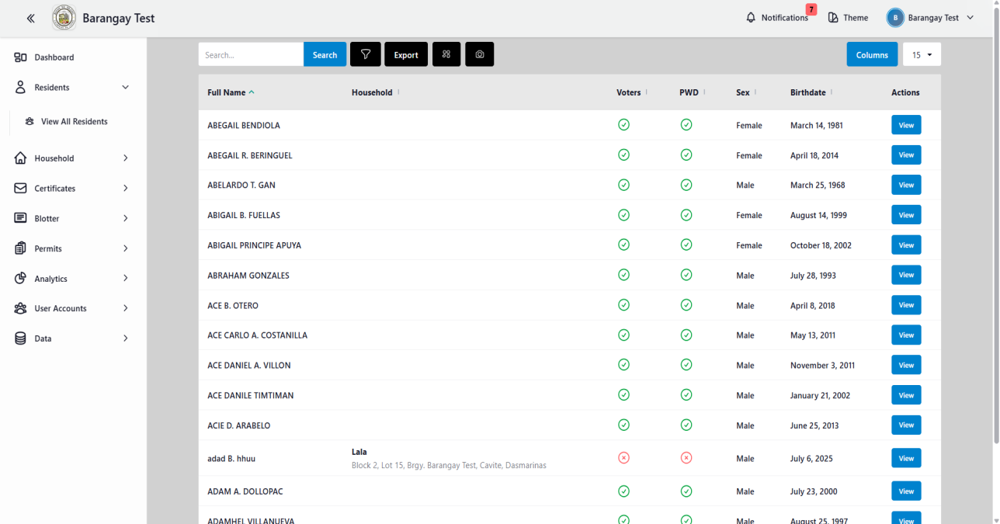 Barangay Test
Notifications 7
Theme
B Barangay Test
Dashboard
Residents
View All Residents
Household
Certificates
Blotter
Permits
Analytics
User Accounts
Data
Search... Search Export Columns 15
Full Name Household Voters PWD Sex Birthdate Actions
ABEGAIL BENDIOLA Female March 14, 1981 View
ABEGAIL R. BERINGUEL Female April 18, 2014 View
ABELARDO T. GAN Male March 25, 1968 View
ABIGAIL B. FUELLAS Female August 14, 1999 View
ABIGAIL PRINCIPE APUYA Female October 18, 2002 View
ABRAHAM GONZALES Male July 28, 1993 View
ACE B. OTERO Male April 8, 2018 View
ACE CARLO A. COSTANILLA Male May 13, 2011 View
ACE DANIEL A. VILLON Male November 3, 2011 View
ACE DANILE TIMTIMAN Male January 21, 2002 View
ACIE D. ARABELO Male June 25, 2013 View
adad B. hhuu Lala Male July 6, 2025 View
Block 2, Lot 15, Brgy. Barangay Test, Cavite, Dasmarinas
ADAM A. DOLLOPAC Male July 23, 2000 View
ADAMHEL VILLANUEVA Male August 25, 1997 View